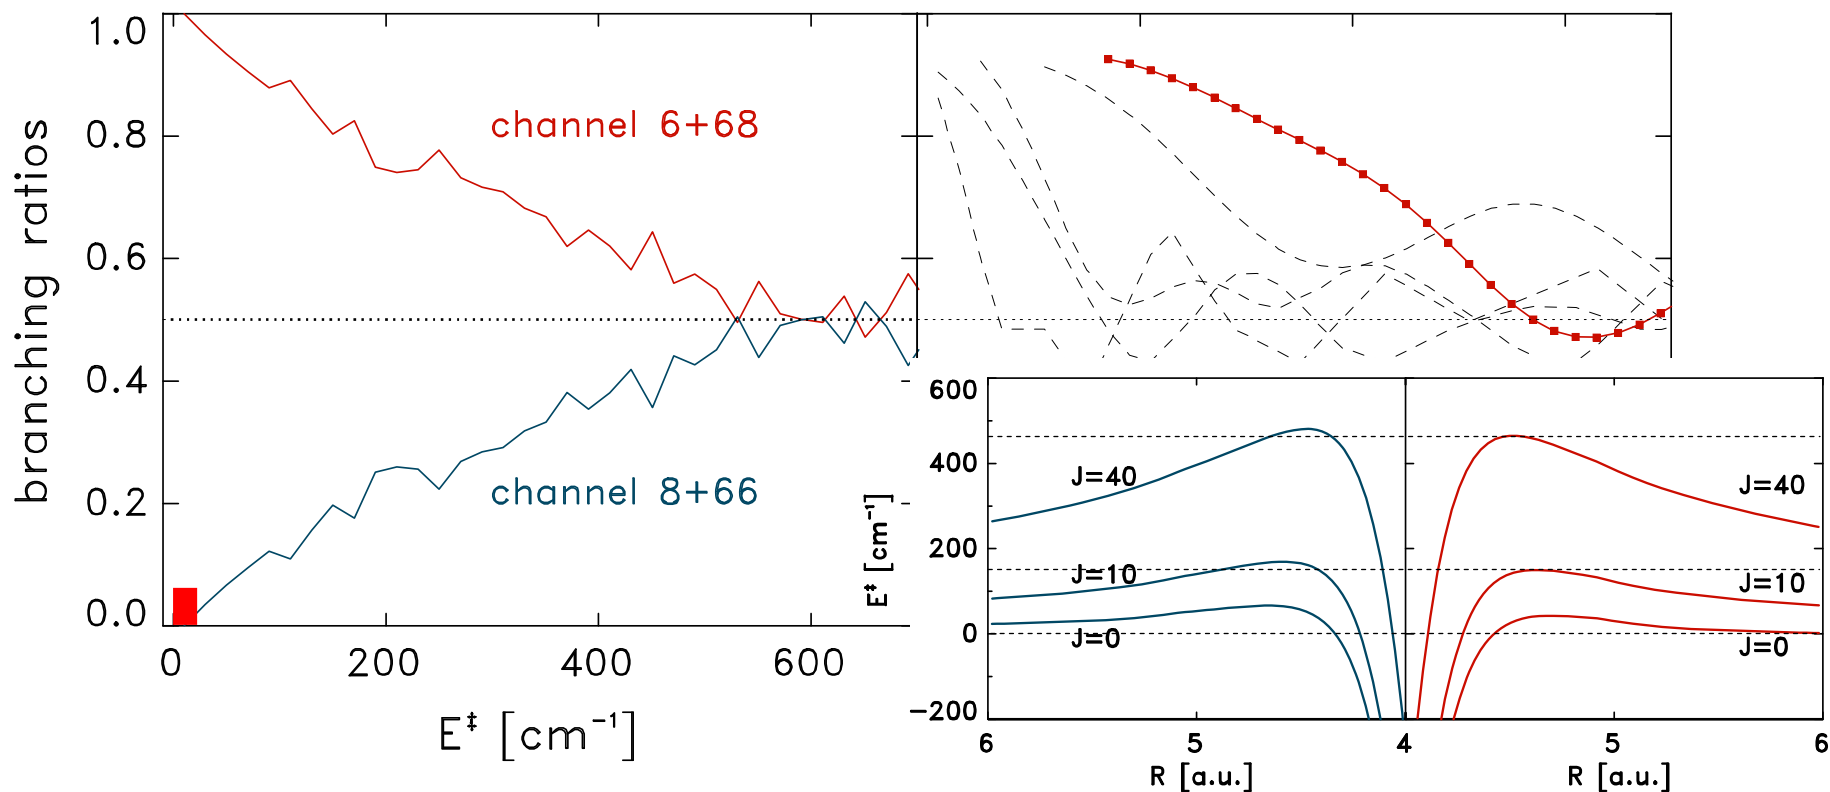 branching ratios
1.0
0.8
0.6
0.4
0.2
0.0
0 200 400 600
E‡ [cm⁻¹]
channel 6+68
channel 8+66
E‡ [cm⁻¹]
600
400
200
0
−200
J=40
J=10
J=0
J=40
J=10
J=0
6 5 4 5 6
R [a.u.] R [a.u.]